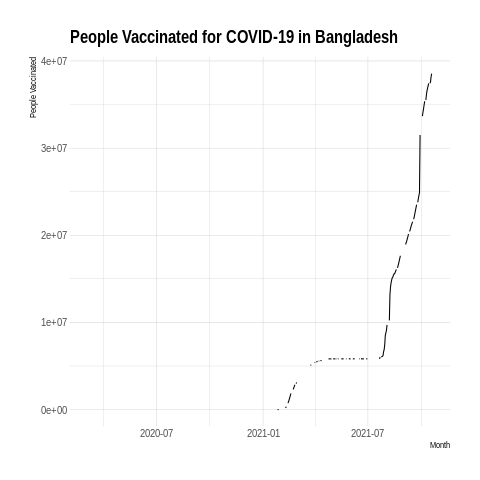 People Vaccinated for COVID-19 in Bangladesh
People Vaccinated
4e+07
3e+07
2e+07
1e+07
0e+00
2020-07
2021-01
2021-07
Month